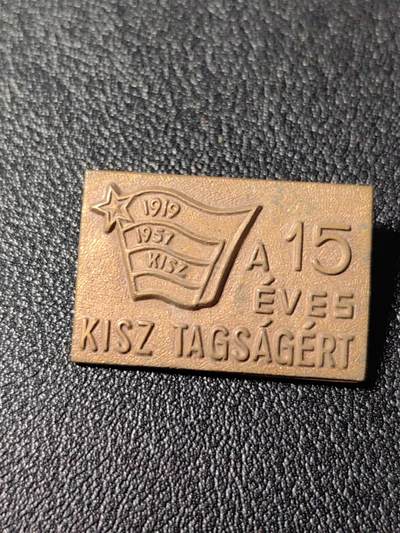 1919
1957
KISZ
A 15
ÉVES
KISZ TAGSÁGÉRT